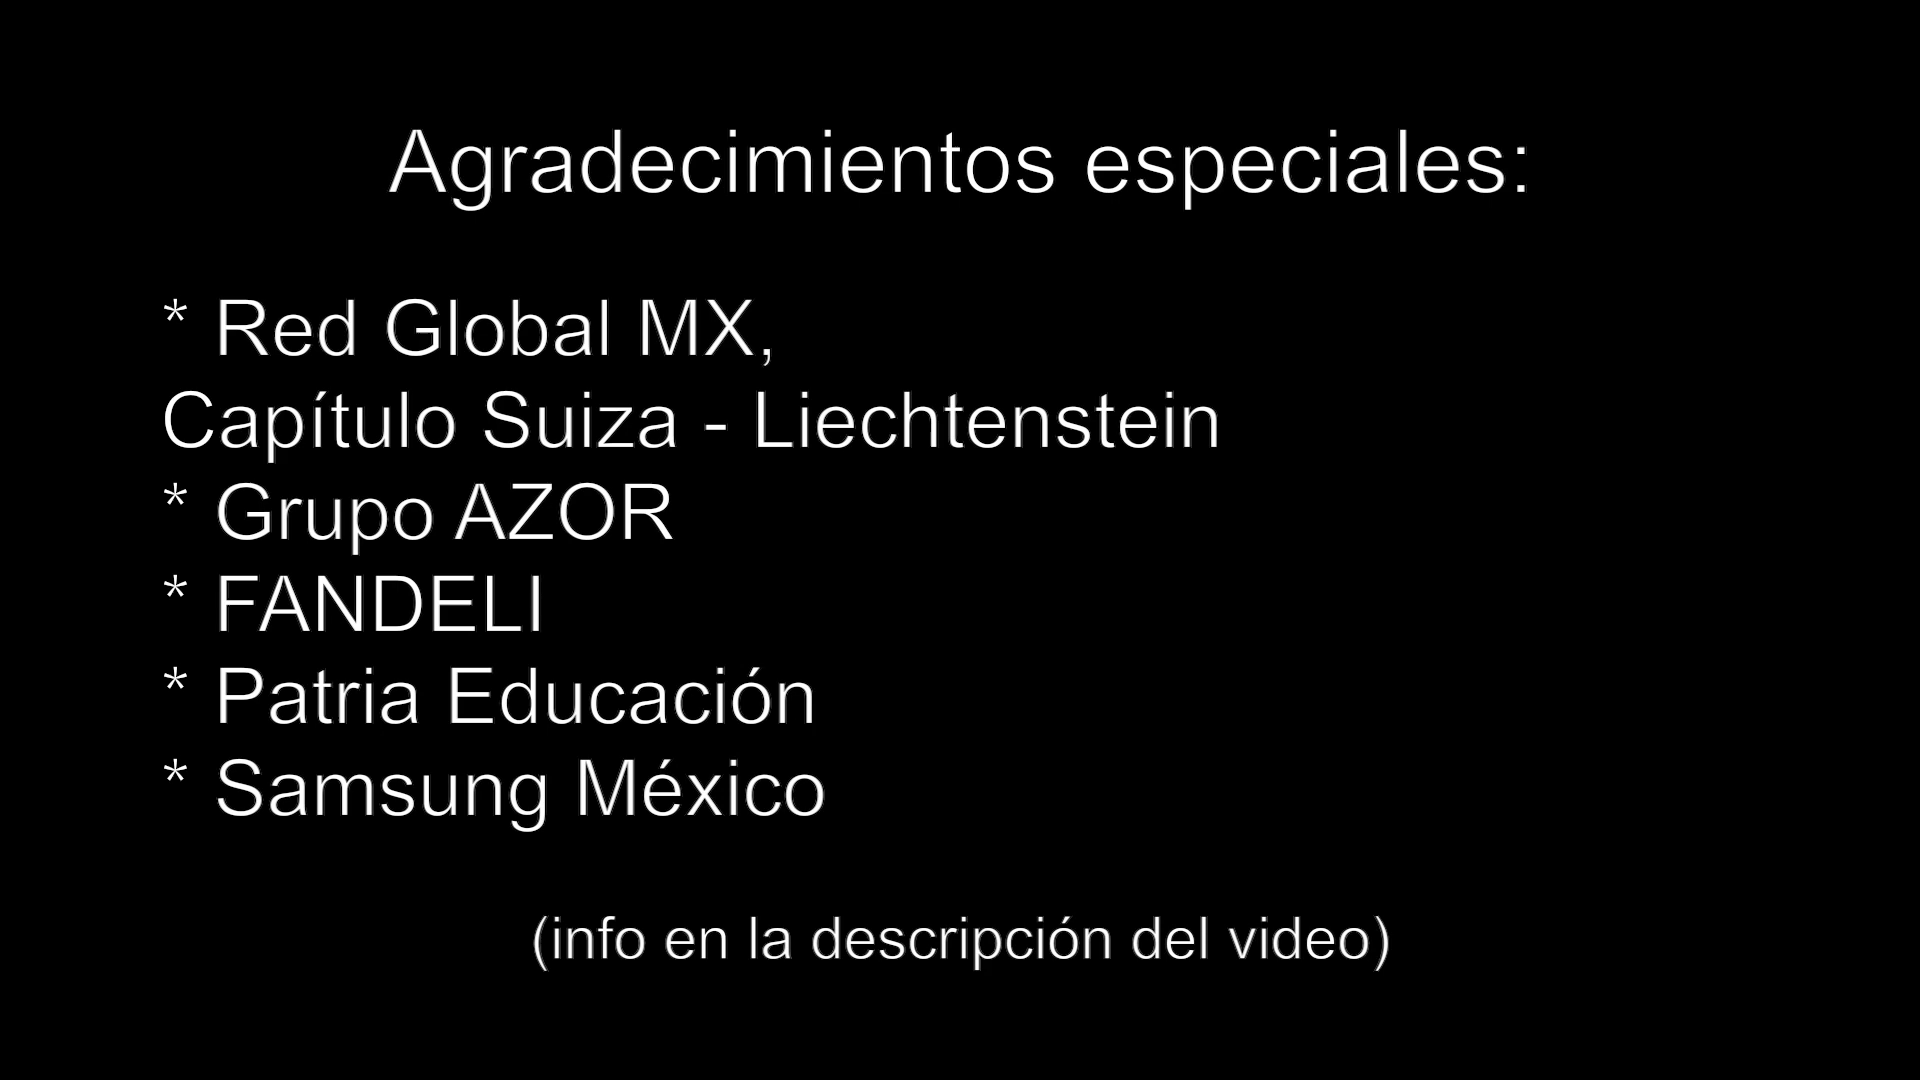 Agradecimientos especiales:
* Red Global MX,
Capítulo Suiza - Liechtenstein
* Grupo AZOR
* FANDELI
* Patria Educación
* Samsung México
(info en la descripción del video)